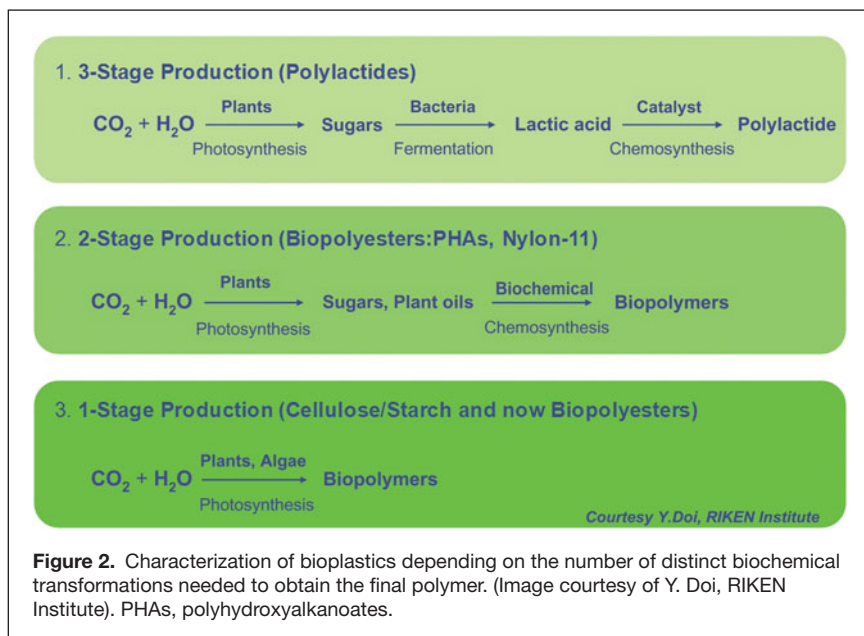 1. 3-Stage Production (Polylactides)
Plants Bacteria Catalyst
CO₂ + H₂O Sugars Lactic acid Polylactide
Photosynthesis Fermentation Chemosynthesis
2. 2-Stage Production (Biopolyesters:PHAs, Nylon-11)
Plants Biochemical
CO₂ + H₂O Sugars, Plant oils Biopolymers
Photosynthesis Chemosynthesis
3. 1-Stage Production (Cellulose/Starch and now Biopolyesters)
Plants, Algae
CO₂ + H₂O Biopolymers
Photosynthesis
Courtesy Y.Doi, RIKEN Institute
Figure 2. Characterization of bioplastics depending on the number of distinct biochemical
transformations needed to obtain the final polymer. (Image courtesy of Y. Doi, RIKEN
Institute). PHAs, polyhydroxyalkanoates.